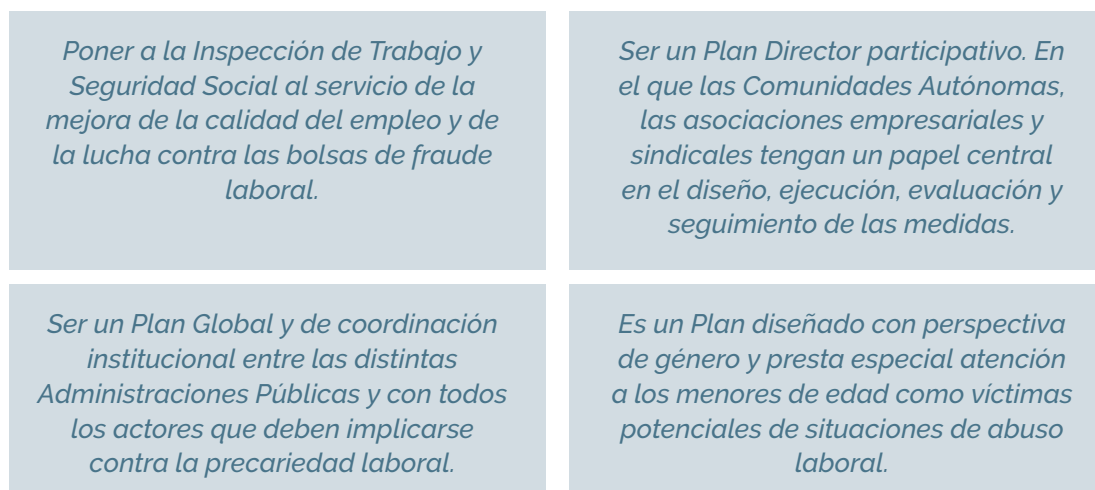 Poner a la Inspección de Trabajo y
Seguridad Social al servicio de la
mejora de la calidad del empleo y de
la lucha contra las bolsas de fraude
laboral.
Ser un Plan Director participativo. En
el que las Comunidades Autónomas,
las asociaciones empresariales y
sindicales tengan un papel central
en el diseño, ejecución, evaluación y
seguimiento de las medidas.
Ser un Plan Global y de coordinación
institucional entre las distintas
Administraciones Públicas y con todos
los actores que deben implicarse
contra la precariedad laboral.
Es un Plan diseñado con perspectiva
de género y presta especial atención
a los menores de edad como víctimas
potenciales de situaciones de abuso
laboral.